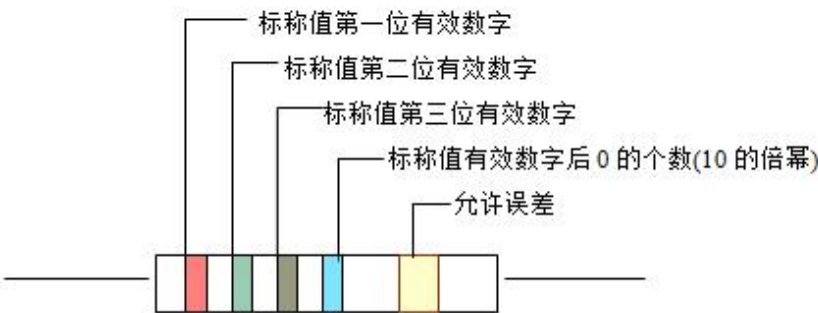 标称值第一位有效数字
标称值第二位有效数字
标称值第三位有效数字
标称值有效数字后 0 的个数(10 的倍幂)
允许误差